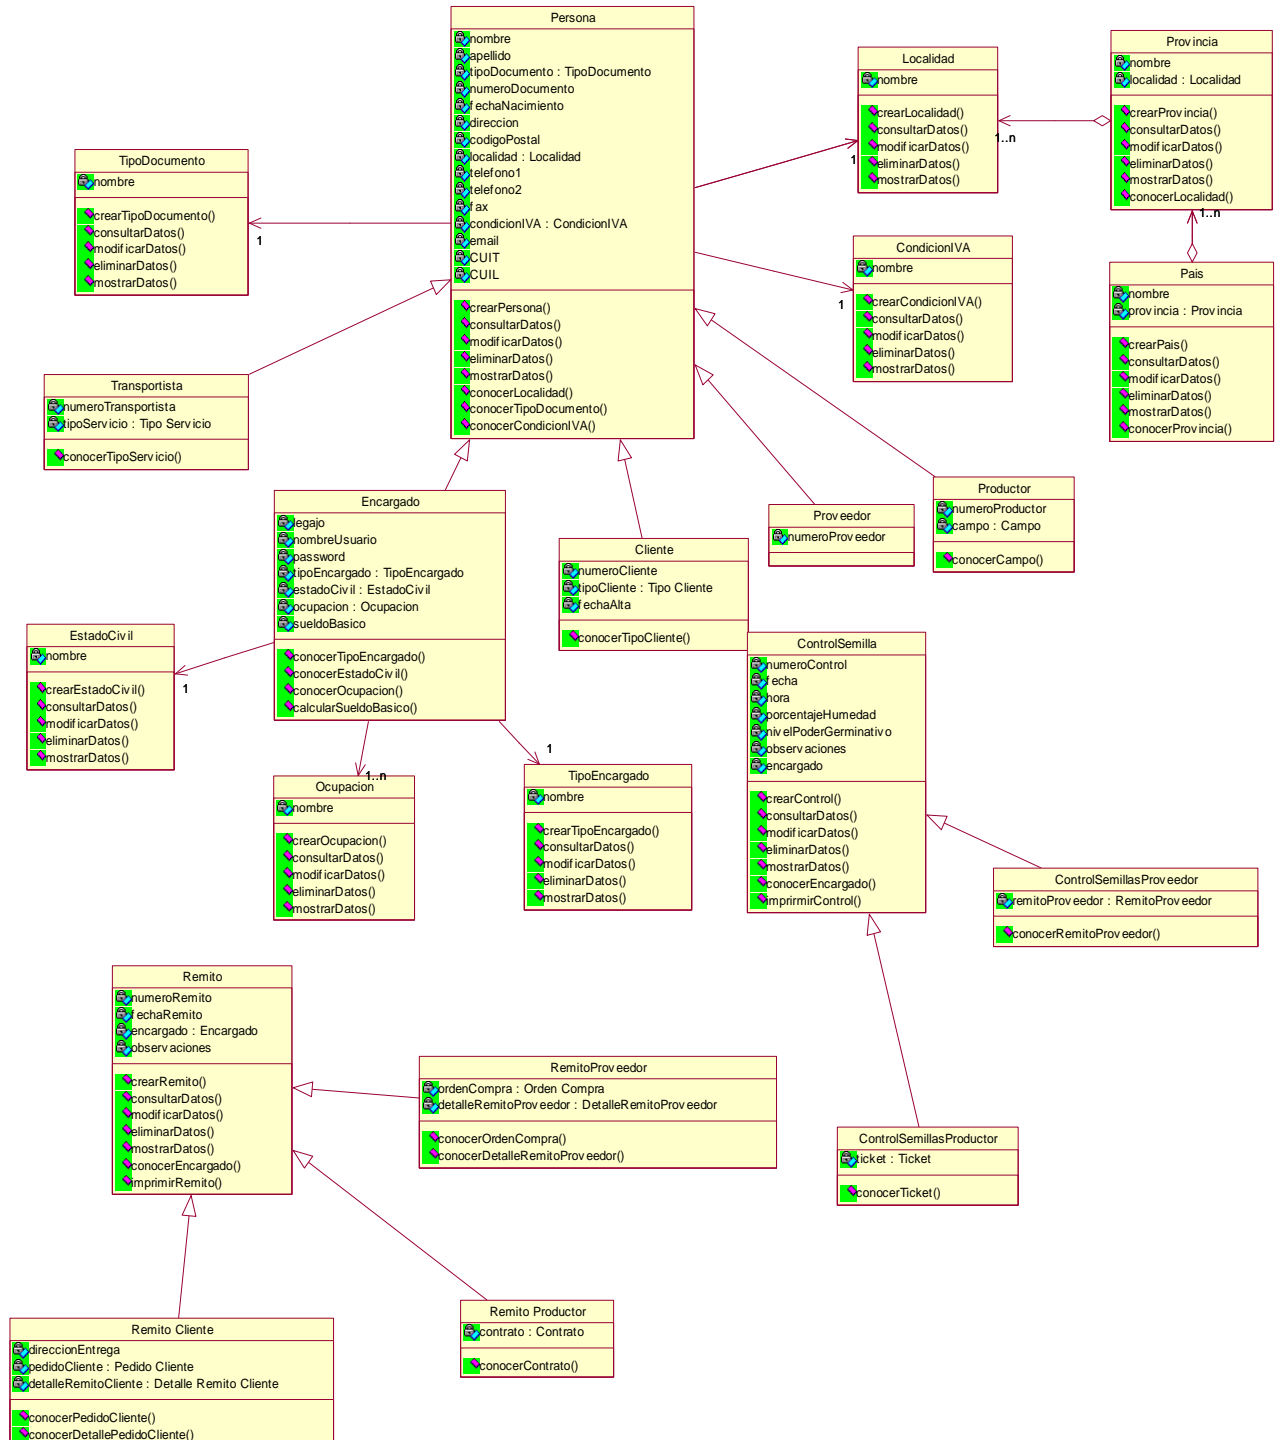 Persona
nombre
apellido
tipoDocumento : TipoDocumento
numeroDocumento
fechaNacimiento
direccion
codigoPostal
localidad : Localidad
telefono1
telefono2
fax
condicionIVA : CondicionIVA
email
CUIT
CUIL
crearPersona()
consultarDatos()
modificarDatos()
eliminarDatos()
mostrarDatos()
conocerLocalidad()
conocerTipoDocumento()
conocerCondicionIVA()
Localidad
nombre
crearLocalidad()
consultarDatos()
modificarDatos()
eliminarDatos()
mostrarDatos()
1
1..n
Provincia
nombre
localidad : Localidad
crearProvincia()
consultarDatos()
modificarDatos()
eliminarDatos()
mostrarDatos()
conocerLocalidad()
1..n
TipoDocumento
nombre
crearTipoDocumento()
consultarDatos()
modificarDatos()
eliminarDatos()
mostrarDatos()
1
CondicionIVA
nombre
crearCondicionIVA()
consultarDatos()
modificarDatos()
eliminarDatos()
mostrarDatos()
1
Pais
nombre
provincia : Provincia
crearPais()
consultarDatos()
modificarDatos()
eliminarDatos()
mostrarDatos()
conocerProvincia()
Transportista
numeroTransportista
tipoServicio : Tipo Servicio
conocerTipoServicio()
Encargado
legajo
nombreUsuario
password
tipoEncargado : TipoEncargado
estadoCivil : EstadoCivil
ocupacion : Ocupacion
sueldoBasico
conocerTipoEncargado()
conocerEstadoCivil()
conocerOcupacion()
calcularSueldoBasico()
Cliente
numeroCliente
tipoCliente : Tipo Cliente
fechaAlta
conocerTipoCliente()
Proveedor
numeroProveedor
Productor
numeroProductor
campo : Campo
conocerCampo()
EstadoCivil
nombre
crearEstadoCivil()
consultarDatos()
modificarDatos()
eliminarDatos()
mostrarDatos()
1
1..n
Ocupacion
nombre
crearOcupacion()
consultarDatos()
modificarDatos()
eliminarDatos()
mostrarDatos()
1
TipoEncargado
nombre
crearTipoEncargado()
consultarDatos()
modificarDatos()
eliminarDatos()
mostrarDatos()
ControlSemilla
numeroControl
fecha
hora
porcentajeHumedad
nivelPoderGerminativo
observaciones
encargado
crearControl()
consultarDatos()
modificarDatos()
eliminarDatos()
mostrarDatos()
conocerEncargado()
imprirmirControl()
ControlSemillasProveedor
remitoProveedor : RemitoProveedor
conocerRemitoProveedor()
Remito
numeroRemito
fechaRemito
encargado : Encargado
observaciones
crearRemito()
consultarDatos()
modificarDatos()
eliminarDatos()
mostrarDatos()
conocerEncargado()
imprimirRemito()
RemitoProveedor
ordenCompra : Orden Compra
detalleRemitoProveedor : DetalleRemitoProveedor
conocerOrdenCompra()
conocerDetalleRemitoProveedor()
ControlSemillasProductor
ticket : Ticket
conocerTicket()
Remito Productor
contrato : Contrato
conocerContrato()
Remito Cliente
direccionEntrega
pedidoCliente : Pedido Cliente
detalleRemitoCliente : Detalle Remito Cliente
conocerPedidoCliente()
conocerDetallePedidoCliente()